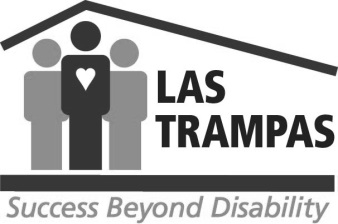 LAS
TRAMPAS
Success Beyond Disability